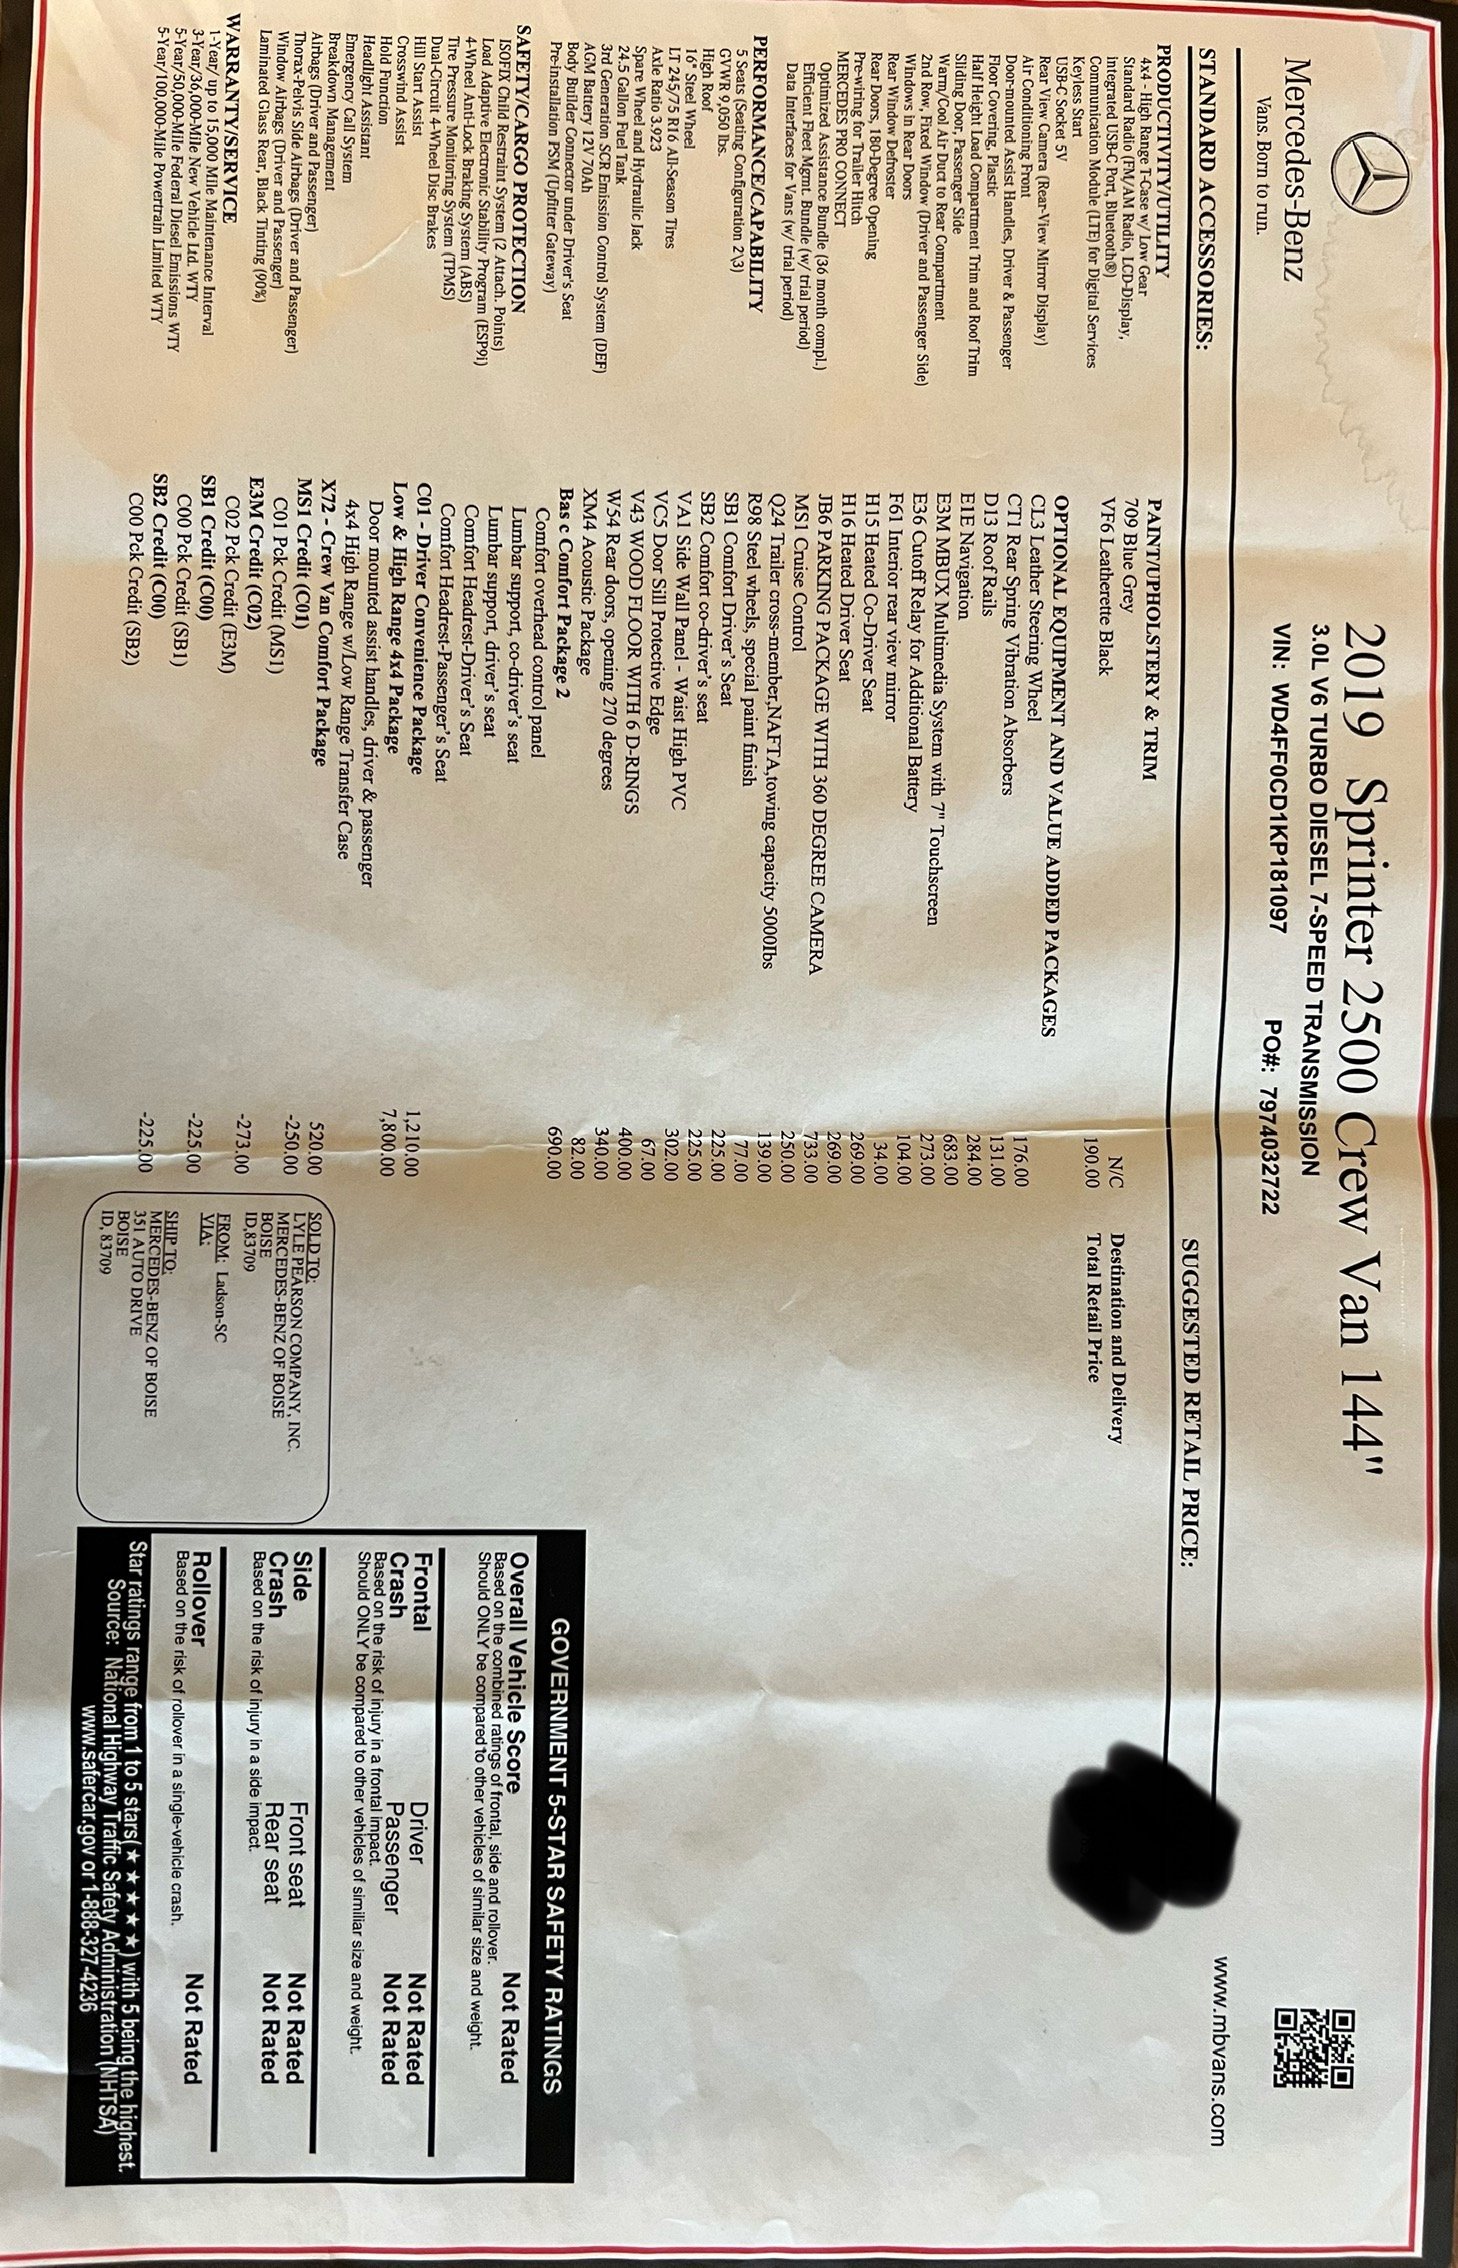 Mercedes-Benz
Vans. Born to run.
2019 Sprinter 2500 Crew Van 144"
3.0L V6 TURBO DIESEL 7-SPEED TRANSMISSION
VIN: WD4FF0CD1KP181097 PO#: 7974032722
www.mbvans.com
STANDARD ACCESSORIES:
SUGGESTED RETAIL PRICE:
PRODUCTIVITY/UTILITY
4x4 - High Range T-Case w/ Low Gear
Standard Radio (FM/AM Radio, LCD-Display,
Integrated USB-C Port, Bluetooth®)
Communication Module (LTE) for Digital Services
Keyless Start
USB-C Socket 5V
Rear View Camera (Rear-View Mirror Display)
Air Conditioning Front
Door-mounted Assist Handles, Driver & Passenger
Floor Covering, Plastic
Half Height Load Compartment Trim and Roof Trim
Sliding Door, Passenger Side
Warm/Cool Air Duct to Rear Compartment
2nd Row, Fixed Window (Driver and Passenger Side)
Windows in Rear Doors
Rear Window Defroster
Rear Doors, 180-Degree Opening
Pre-wiring for Trailer Hitch
MERCEDES PRO CONNECT
Optimized Assistance Bundle (36 month compl.)
Efficient Fleet Mgmt. Bundle (w/ trial period)
Data Interfaces for Vans (w/ trial period)
PERFORMANCE/CAPABILITY
5 Seats (Seating Configuration 2\3)
GVWR 9,050 lbs.
High Roof
16" Steel Wheel
LT 245/75 R16 All-Season Tires
Axle Ratio 3.923
Spare Wheel and Hydraulic Jack
24.5 Gallon Fuel Tank
3rd Generation SCR Emission Control System (DEF)
AGM Battery 12V 70Ah
Body Builder Connector under Driver's Seat
Pre-Installation PSM (Upfitter Gateway)
SAFETY/CARGO PROTECTION
ISOFIX Child Restraint System (2 Attach. Points)
Load Adaptive Electronic Stability Program (ESP9i)
4-Wheel Anti-Lock Braking System (ABS)
Tire Pressure Monitoring System (TPMS)
Dual-Circuit 4-Wheel Disc Brakes
Hill Start Assist
Crosswind Assist
Hold Function
Headlight Assistant
Emergency Call System
Breakdown Management
Airbags (Driver and Passenger)
Thorax-Pelvis Side Airbags (Driver and Passenger)
Window Airbags (Driver and Passenger)
Laminated Glass Rear, Black Tinting (90%)
WARRANTY/SERVICE
1-Year/ up to 15,000 Mile Maintenance Interval
3-Year/ 36,000-Mile New Vehicle Ltd. WTY
5-Year/50,000-Mile Federal Diesel Emissions WTY
5-Year/100,000-Mile Powertrain Limited WTY
PAINT/UPHOLSTERY & TRIM
709 Blue Grey N/C
VF6 Leatherette Black 190.00
OPTIONAL EQUIPMENT AND VALUE ADDED PACKAGES
CL3 Leather Steering Wheel 176.00
CT1 Rear Spring Vibration Absorbers 131.00
D13 Roof Rails 284.00
E1E Navigation 683.00
E3M MBUX Multimedia System with 7" Touchscreen 273.00
E36 Cutoff Relay for Additional Battery 104.00
F61 Interior rear view mirror 34.00
H15 Heated Co-Driver Seat 269.00
H16 Heated Driver Seat 269.00
JB6 PARKING PACKAGE WITH 360 DEGREE CAMERA 733.00
MS1 Cruise Control 250.00
Q24 Trailer cross-member,NAFTA,towing capacity 5000lbs 139.00
R98 Steel wheels, special paint finish 77.00
SB1 Comfort Driver's Seat 225.00
SB2 Comfort co-driver's seat 225.00
VA1 Side Wall Panel - Waist High PVC 302.00
VC5 Door Sill Protective Edge 67.00
V43 WOOD FLOOR WITH 6 D-RINGS 400.00
W54 Rear doors, opening 270 degrees 340.00
XM4 Acoustic Package 82.00
Bas c Comfort Package 2 690.00
Comfort overhead control panel
Lumbar support, co-driver's seat
Lumbar support, driver's seat
Comfort Headrest-Driver's Seat
Comfort Headrest-Passenger's Seat
C01 - Driver Convenience Package 1,210.00
Low & High Range 4x4 Package 7,800.00
Door mounted assist handles, driver & passenger
4x4 High Range w/Low Range Transfer Case
X72 - Crew Van Comfort Package 520.00
MS1 Credit (C01) -250.00
C01 Pck Credit (MS1)
E3M Credit (C02) -273.00
C02 Pck Credit (E3M)
SB1 Credit (C00) -225.00
C00 Pck Credit (SB1)
SB2 Credit (C00) -225.00
C00 Pck Credit (SB2)
Destination and Delivery
Total Retail Price
SOLD TO:
LYLE PEARSON COMPANY, INC.
MERCEDES-BENZ OF BOISE
BOISE
ID,83709
FROM: Ladson-SC
VIA:
SHIP TO:
MERCEDES-BENZ OF BOISE
351 AUTO DRIVE
BOISE
ID, 83709
GOVERNMENT 5-STAR SAFETY RATINGS
Overall Vehicle Score Not Rated
Based on the combined ratings of frontal, side and rollover.
Should ONLY be compared to other vehicles of similar size and weight.
Frontal Driver Not Rated
Crash Passenger Not Rated
Based on the risk of injury in a frontal impact.
Should ONLY be compared to other vehicles of similiar size and weight.
Side Front seat Not Rated
Crash Rear seat Not Rated
Based on the risk of injury in a side impact.
Rollover Not Rated
Based on the risk of rollover in a single-vehicle crash.
Star ratings range from 1 to 5 stars(★ ★ ★ ★ ★) with 5 being the highest.
Source: National Highway Traffic Safety Administration (NHTSA)
www.safercar.gov or 1-888-327-4236